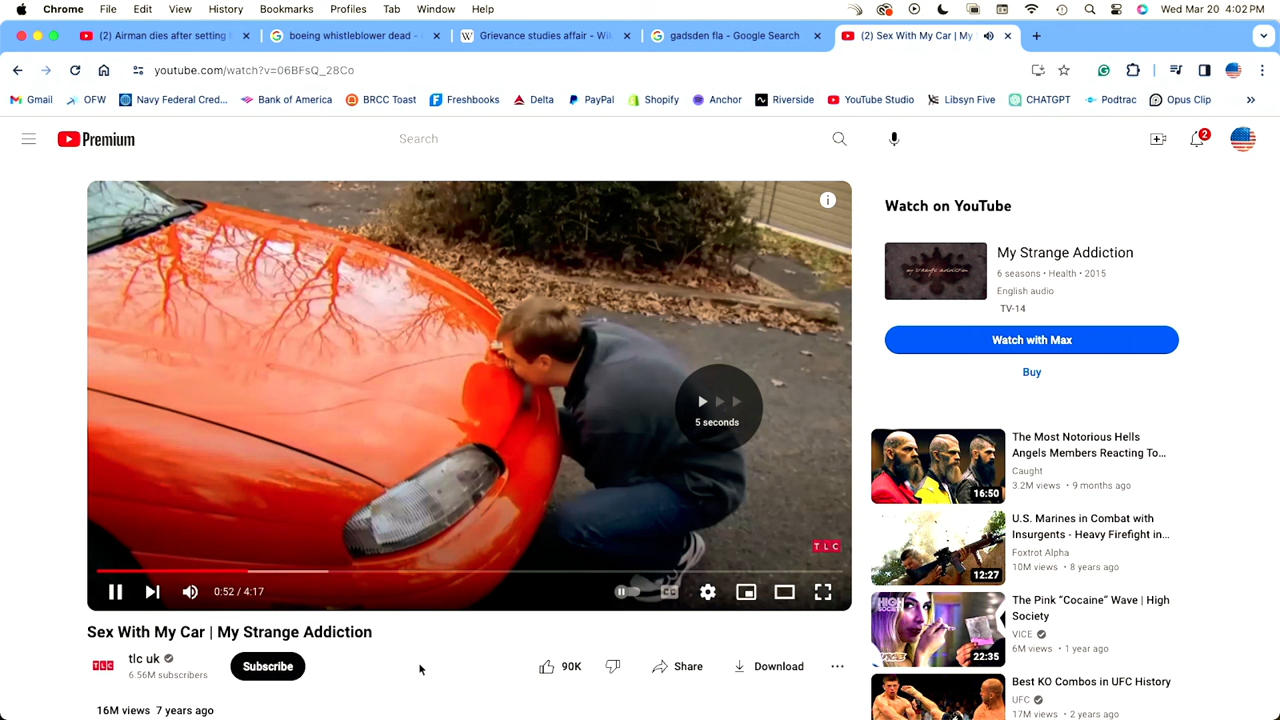 Chrome File Edit View History Bookmarks Profiles Tab Window Help Wed Mar 20 4:02 PM
(2) Airman dies after setting
boeing whistleblower dead -
Grievance studies affair - Wik
gadsden fla - Google Search
(2) Sex With My Car | My
youtube.com/watch?v=06BFsQ_28Co
Gmail OFW Navy Federal Cred... Bank of America BRCC Toast Freshbooks Delta PayPal Shopify Anchor Riverside YouTube Studio Libsyn Five CHATGPT Podtrac Opus Clip »
Premium
Search
2
5 seconds
TLC
0:52 / 4:17
Sex With My Car | My Strange Addiction
TLC
tlc uk
6.56M subscribers
Subscribe
90K
Share
Download
16M views 7 years ago
Watch on YouTube
my strange addiction
My Strange Addiction
6 seasons • Health • 2015
English audio
TV-14
Watch with Max
Buy
16:50
The Most Notorious Hells
Angels Members Reacting To...
Caught
3.2M views • 9 months ago
12:27
U.S. Marines in Combat with
Insurgents - Heavy Firefight in...
Foxtrot Alpha
10M views • 8 years ago
HIGH
SOCIETY
VICE
22:35
The Pink “Cocaine” Wave | High
Society
VICE
6M views • 1 year ago
Best KO Combos in UFC History
UFC
17M views • 2 years ago